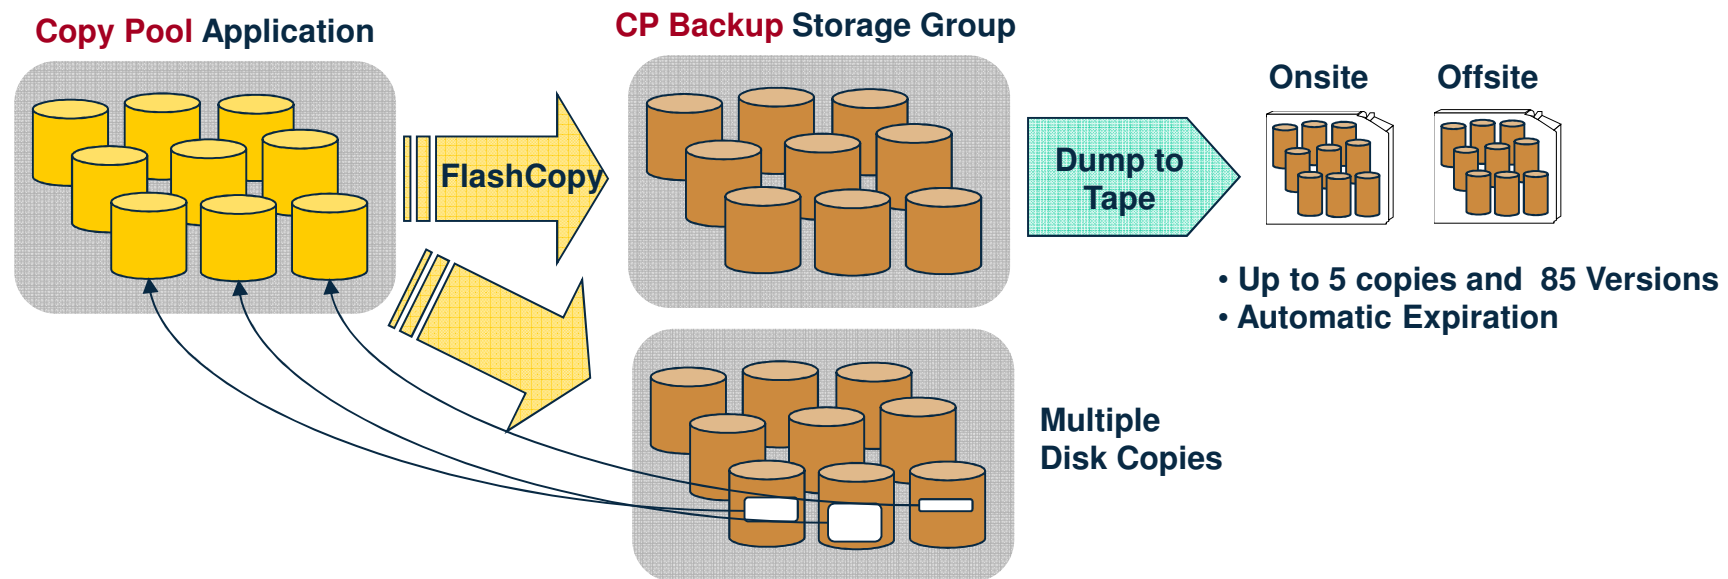 Copy Pool Application
CP Backup Storage Group
Onsite
Offsite
FlashCopy
Dump to
Tape
• Up to 5 copies and 85 Versions
• Automatic Expiration
Multiple
Disk Copies